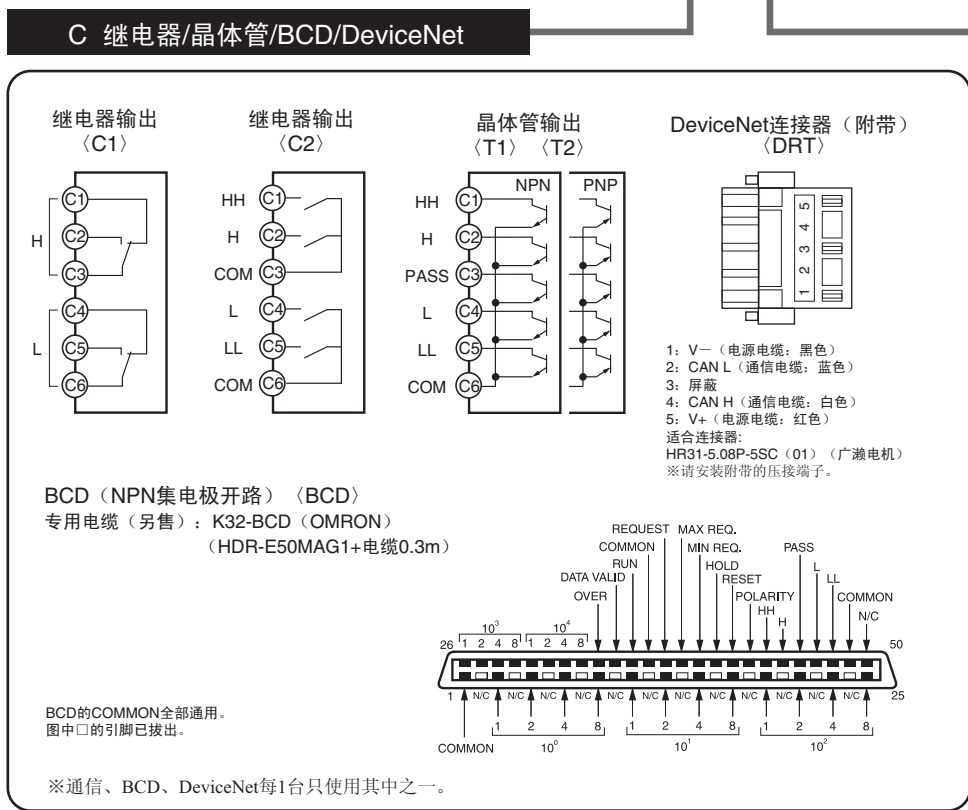 C 继电器/晶体管/BCD/DeviceNet
继电器输出
〈C1〉
H
L
C1
C2
C3
C4
C5
C6
继电器输出
〈C2〉
HH
H
COM
L
LL
COM
C1
C2
C3
C4
C5
C6
晶体管输出
〈T1〉 〈T2〉
NPN
PNP
HH
H
PASS
L
LL
COM
C1
C2
C3
C4
C5
C6
DeviceNet连接器（附带）
〈DRT〉
5
4
3
2
1
1：V－（电源电缆：黑色）
2：CAN L（通信电缆：蓝色）
3：屏蔽
4：CAN H（通信电缆：白色）
5：V+（电源电缆：红色）
适合连接器:
HR31-5.08P-5SC（01）（广濑电机）
※请安装附带的压接端子。
BCD（NPN集电极开路）〈BCD〉
专用电缆（另售）：K32-BCD（OMRON）
（HDR-E50MAG1+电缆0.3m）
REQUEST MAX REQ.
COMMON MIN REQ. PASS
RUN HOLD L
DATA VALID RESET LL
OVER POLARITY COMMON
HH N/C
H
10³ 10⁴
26 1 2 4 8 1 2 4 8 50
1 N/C N/C N/C N/C N/C N/C N/C N/C N/C N/C N/C N/C 25
1 2 4 8 1 2 4 8 1 2 4 8
COMMON 10⁰ 10¹ 10²
BCD的COMMON全部通用。
图中□的引脚已拔出。
※通信、BCD、DeviceNet每1台只使用其中之一。